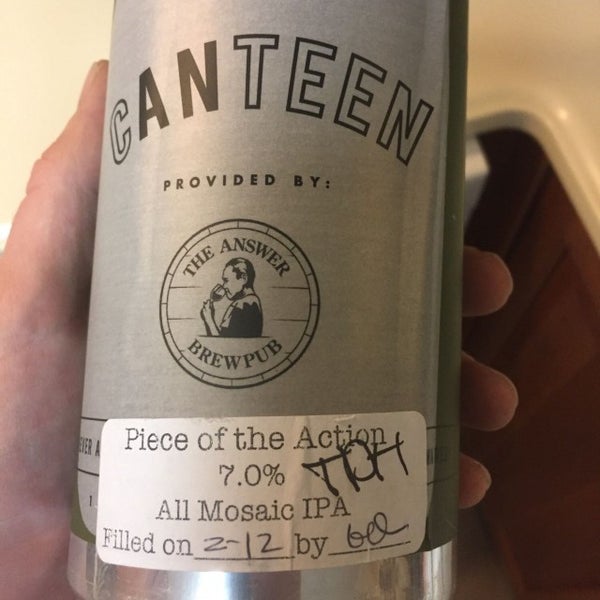 CANTEEN
PROVIDED BY:
THE ANSWER
BREWPUB
Piece of the Action
7.0%
All Mosaic IPA
Filled on 2-12 by